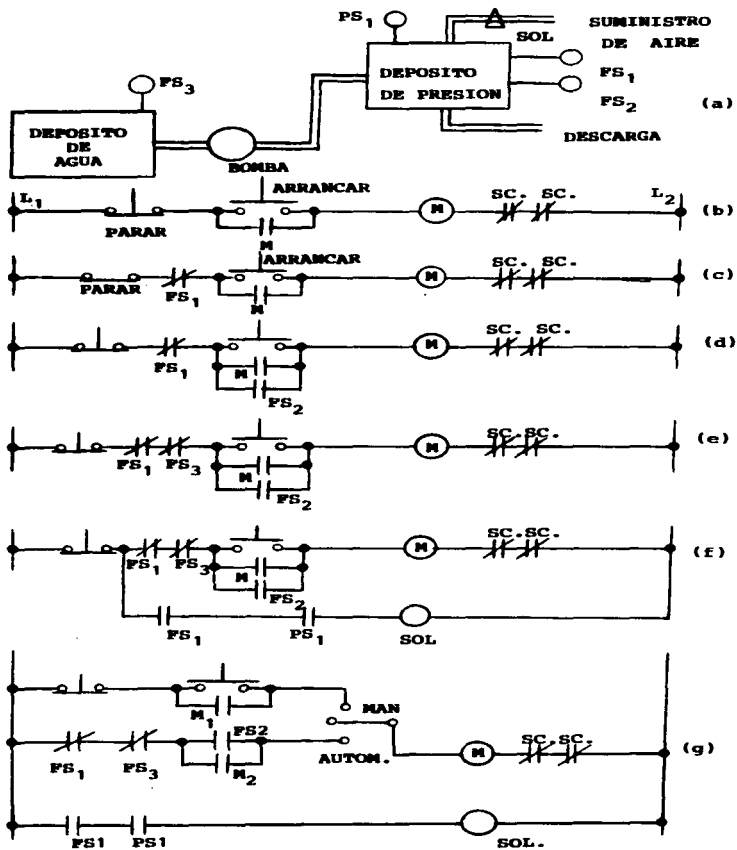 PS1
SUMINISTRO
DE AIRE
SOL
FS3
DEPOSITO
DE PRESION
FS1
FS2
(a)
DEPOSITO
DE
AGUA
BOMBA
DESCARGA
L1
ARRANCAR
SC. SC.
L2
M
(b)
PARAR
M
ARRANCAR
SC. SC.
M
(c)
PARAR
FS1
M
SC. SC.
M
(d)
FS1
M
FS2
SC. SC.
M
(e)
FS1
FS3
M
FS2
SC. SC.
M
(f)
FS1
FS3
M
FS2
FS1
PS1
SOL
M1
MAN
FS2
SC. SC.
M
(g)
FS1
FS3
M2
AUTOM.
FS1
PS1
SOL.